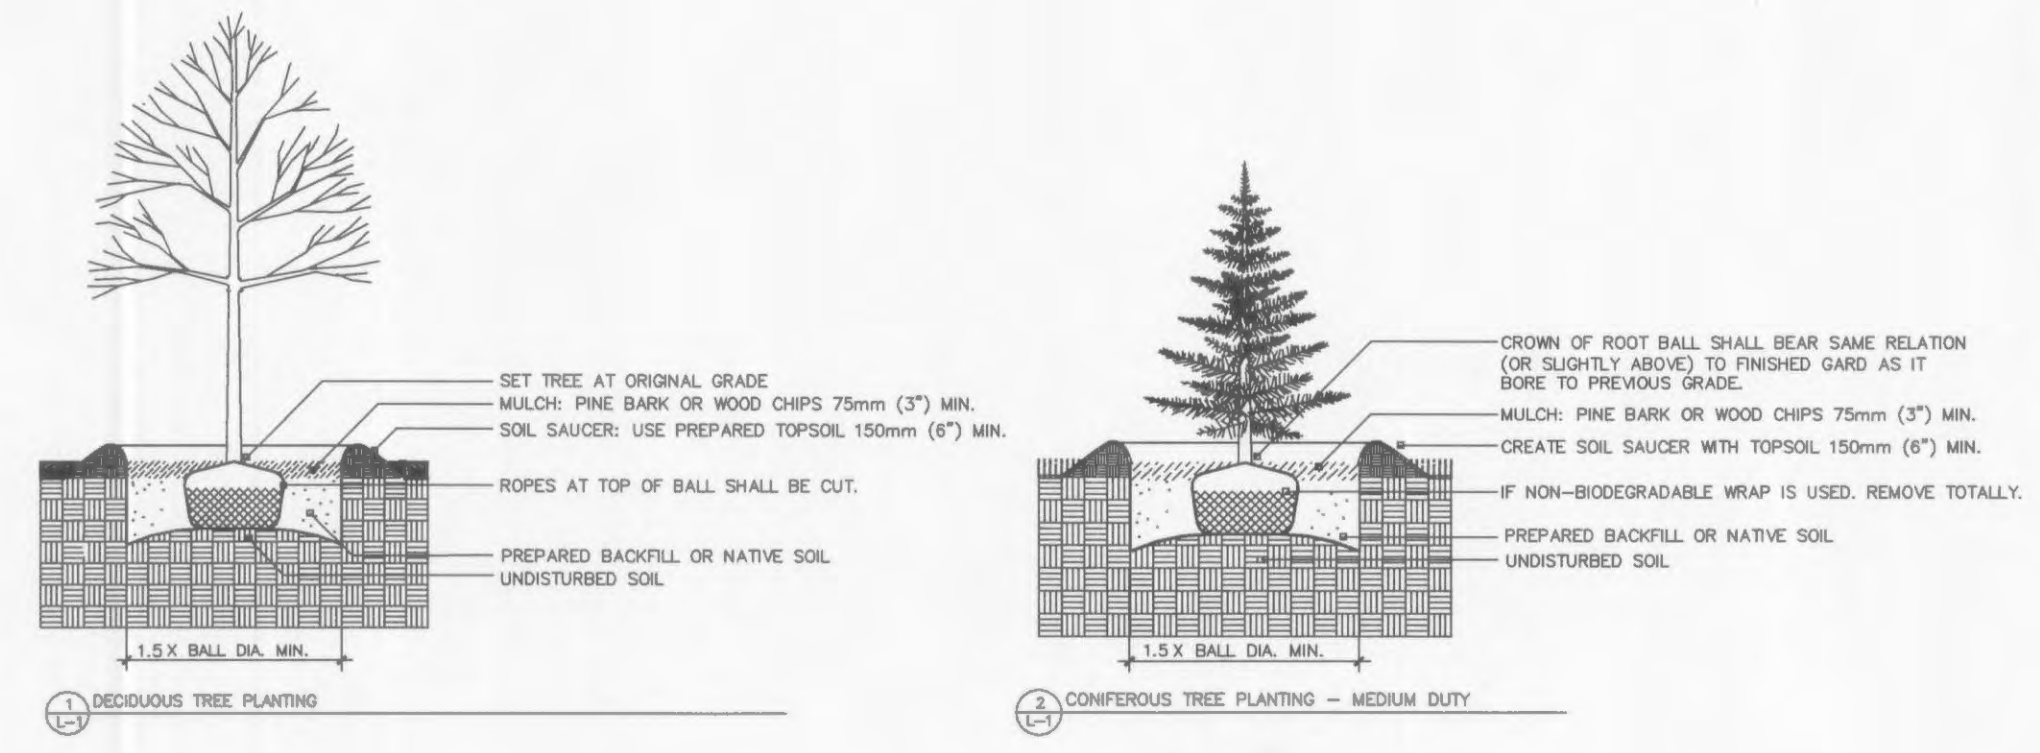 SET TREE AT ORIGINAL GRADE
MULCH: PINE BARK OR WOOD CHIPS 75mm (3") MIN.
SOIL SAUCER: USE PREPARED TOPSOIL 150mm (6") MIN.
ROPES AT TOP OF BALL SHALL BE CUT.
PREPARED BACKFILL OR NATIVE SOIL
UNDISTURBED SOIL
1.5 X BALL DIA. MIN.
1
L-1
DECIDUOUS TREE PLANTING
CROWN OF ROOT BALL SHALL BEAR SAME RELATION
(OR SLIGHTLY ABOVE) TO FINISHED GARD AS IT
BORE TO PREVIOUS GRADE.
MULCH: PINE BARK OR WOOD CHIPS 75mm (3") MIN.
CREATE SOIL SAUCER WITH TOPSOIL 150mm (6") MIN.
IF NON-BIODEGRADABLE WRAP IS USED. REMOVE TOTALLY.
PREPARED BACKFILL OR NATIVE SOIL
UNDISTURBED SOIL
1.5 X BALL DIA. MIN.
2
L-1
CONIFEROUS TREE PLANTING - MEDIUM DUTY